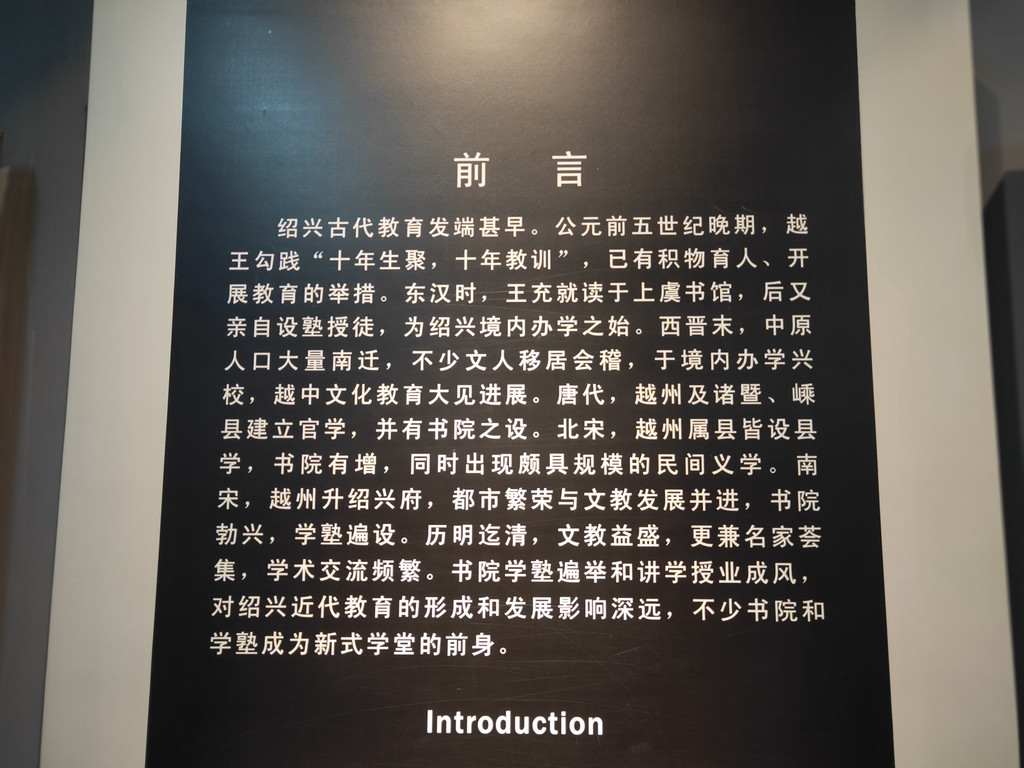 前 言
绍兴古代教育发端甚早。公元前五世纪晚期，越
王勾践“十年生聚，十年教训”，已有积物育人、开
展教育的举措。东汉时，王充就读于上虞书馆，后又
亲自设塾授徒，为绍兴境内办学之始。西晋末，中原
人口大量南迁，不少文人移居会稽，于境内办学兴
校，越中文化教育大见进展。唐代，越州及诸暨、嵊
县建立官学，并有书院之设。北宋，越州属县皆设县
学，书院有增，同时出现颇具规模的民间义学。南
宋，越州升绍兴府，都市繁荣与文教发展并进，书院
勃兴，学塾遍设。历明迄清，文教益盛，更兼名家荟
集，学术交流频繁。书院学塾遍举和讲学授业成风，
对绍兴近代教育的形成和发展影响深远，不少书院和
学塾成为新式学堂的前身。
Introduction